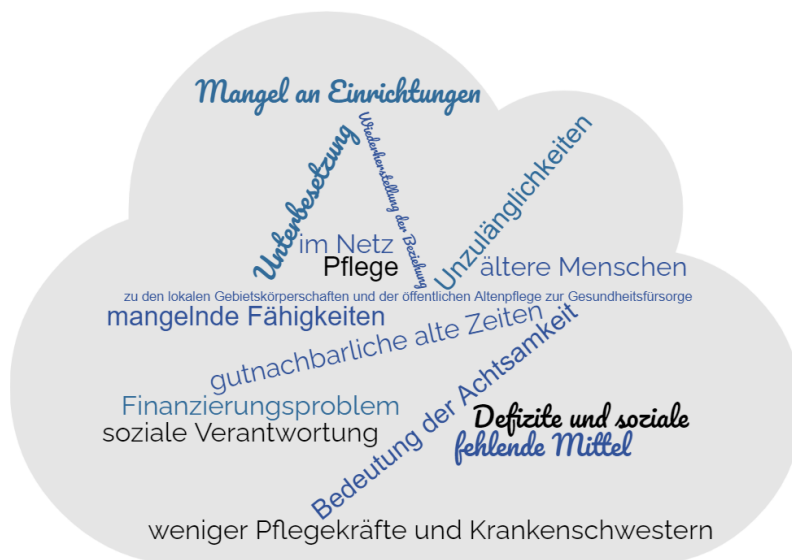 Mangel an Einrichtungen
Wiederherstellung der Beziehung
Unterbesetzung
Unzulänglichkeiten
im Netz
Pflege
ältere Menschen
zu den lokalen Gebietskörperschaften und der öffentlichen Altenpflege zur Gesundheitsfürsorge
mangelnde Fähigkeiten
gutnachbarliche alte Zeiten
Bedeutung der Achtsamkeit
Finanzierungsproblem
soziale Verantwortung
Defizite und soziale
fehlende Mittel
weniger Pflegekräfte und Krankenschwestern